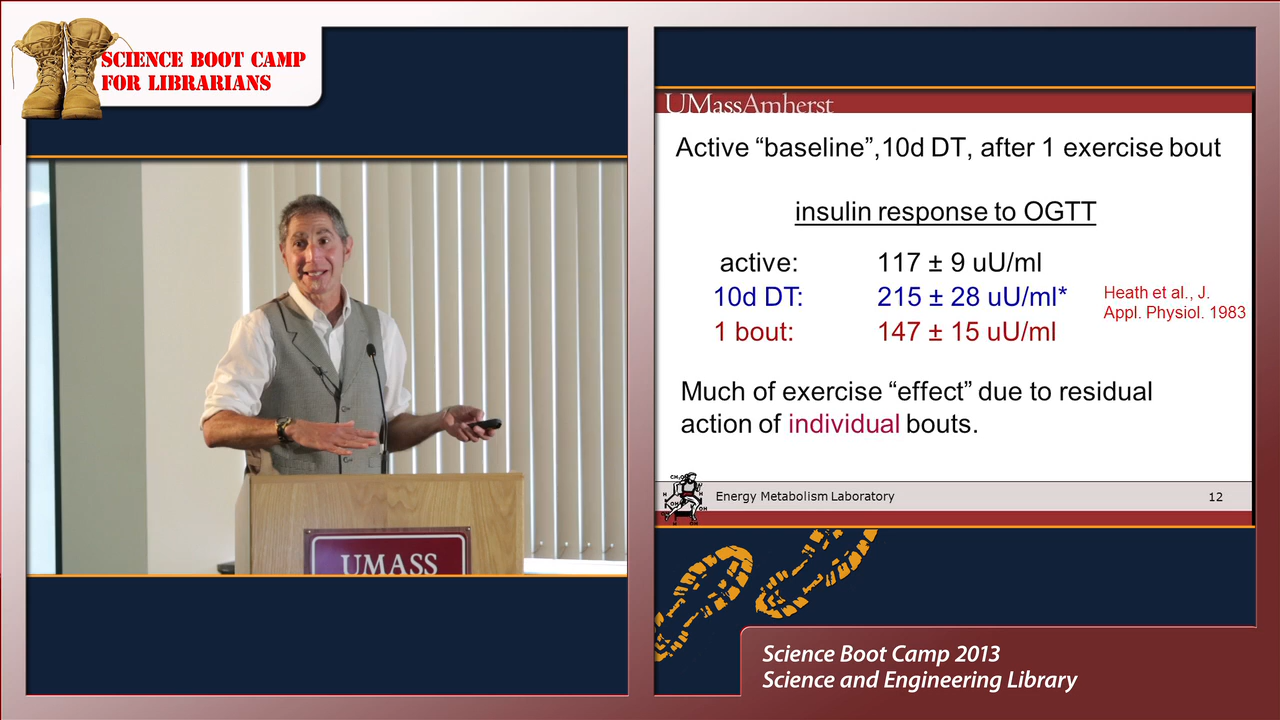 SCIENCE BOOT CAMP
FOR LIBRARIANS
UMASS
UMassAmherst
Active “baseline”,10d DT, after 1 exercise bout
insulin response to OGTT
active: 117 ± 9 uU/ml
10d DT: 215 ± 28 uU/ml*
1 bout: 147 ± 15 uU/ml
Heath et al., J.
Appl. Physiol. 1983
Much of exercise “effect” due to residual
action of individual bouts.
Energy Metabolism Laboratory 12
Science Boot Camp 2013
Science and Engineering Library